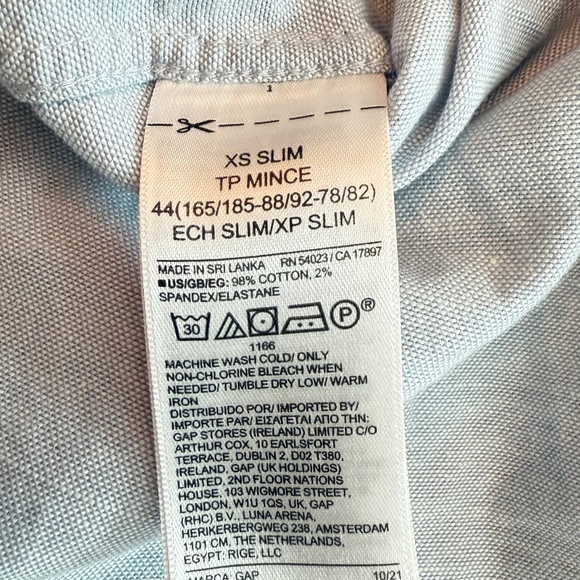 1
XS SLIM
TP MINCE
44(165/185-88/92-78/82)
ECH SLIM/XP SLIM
MADE IN SRI LANKA RN 54023 / CA 17897
■US/GB/EG: 98% COTTON, 2%
SPANDEX/ELASTANE
30 P®
1166
MACHINE WASH COLD/ ONLY
NON-CHLORINE BLEACH WHEN
NEEDED/ TUMBLE DRY LOW/ WARM
IRON
DISTRIBUIDO POR/ IMPORTED BY/
IMPORTE PAR/ ΕΙΣΑΓΕΤΑΙ ΑΠΟ ΤΗΝ:
GAP STORES (IRELAND) LIMITED C/O
ARTHUR COX, 10 EARLSFORT
TERRACE, DUBLIN 2, D02 T380,
IRELAND, GAP (UK HOLDINGS)
LIMITED, 2ND FLOOR NATIONS
HOUSE, 103 WIGMORE STREET,
LONDON, W1U 1QS, UK, GAP
(RHC) B.V., LUNA ARENA,
HERIKERBERGWEG 238, AMSTERDAM
1101 CM, THE NETHERLANDS,
EGYPT: RIGE, LLC
MARCA: GAP 10/21